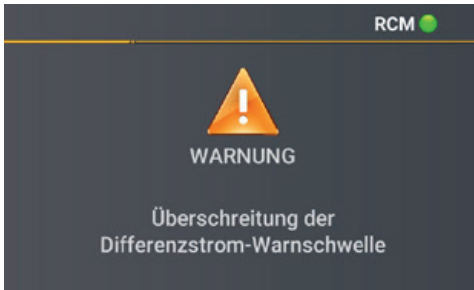 RCM
WARNUNG
Überschreitung der
Differenzstrom-Warnschwelle